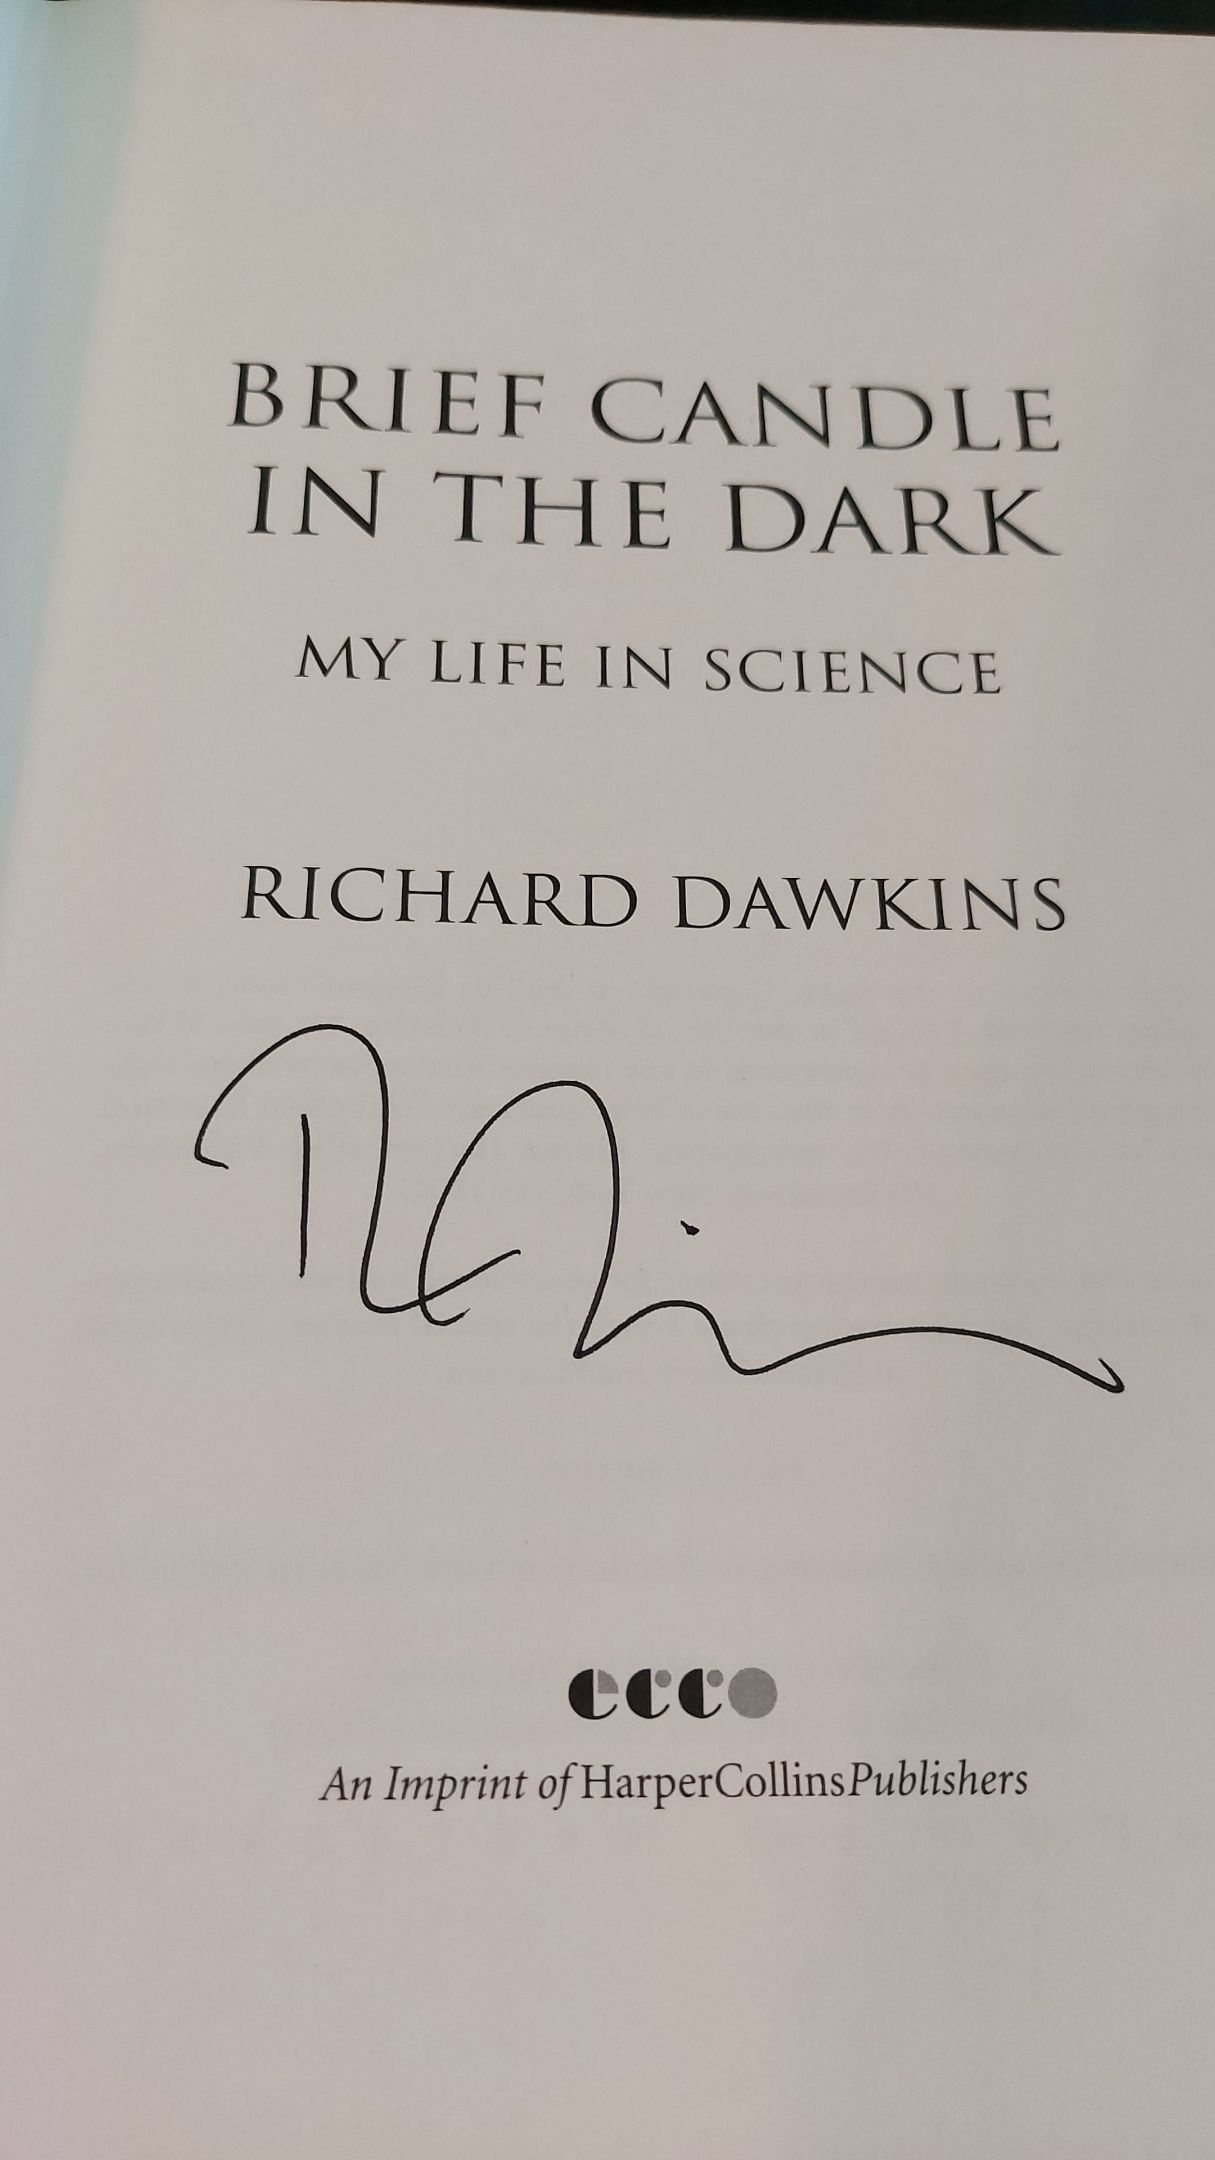 BRIEF CANDLE
IN THE DARK
MY LIFE IN SCIENCE
RICHARD DAWKINS
ecco
An Imprint of HarperCollinsPublishers